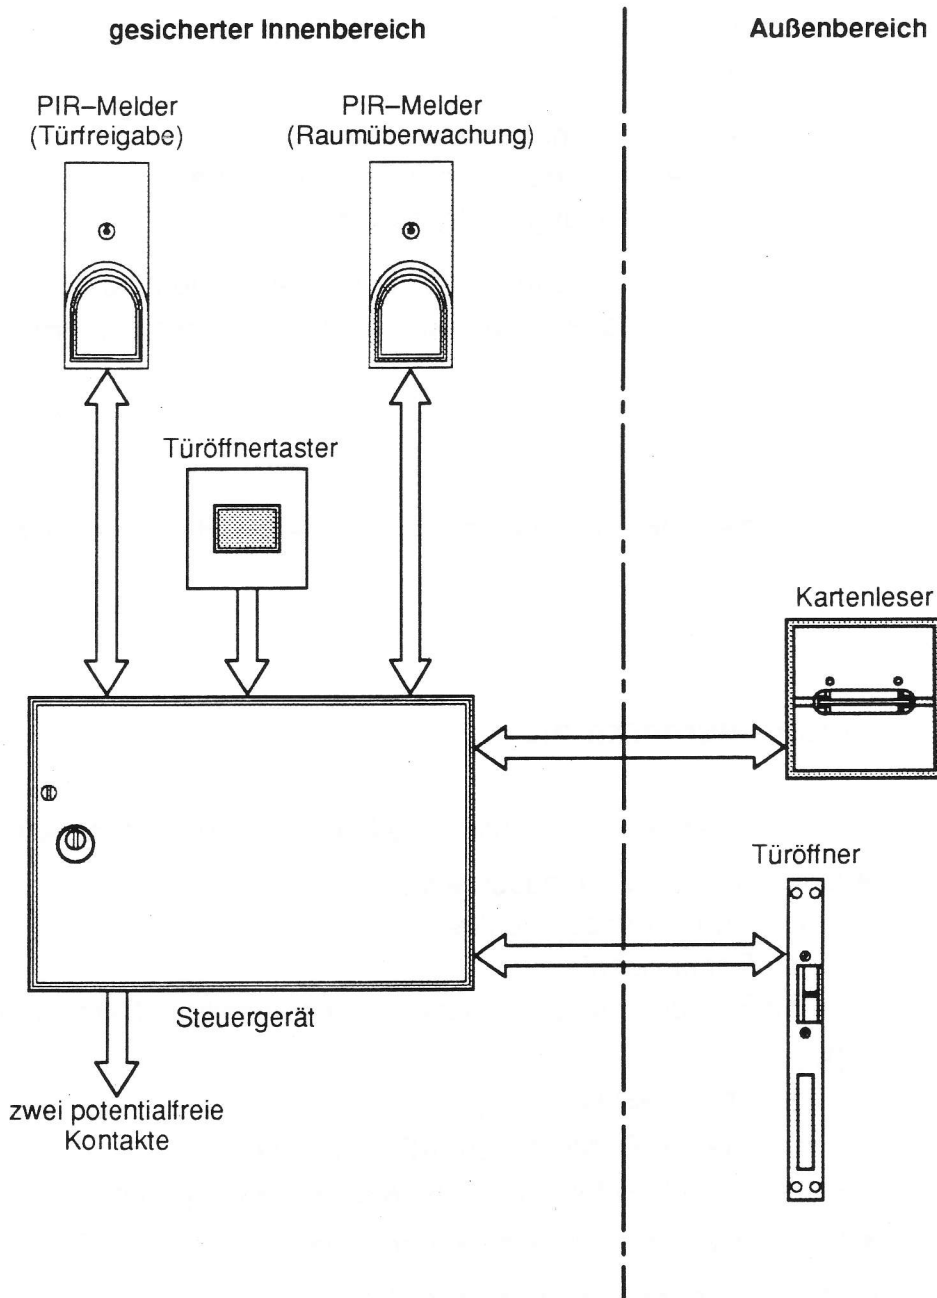 gesicherter Innenbereich
Außenbereich
PIR–Melder
(Türfreigabe)
PIR–Melder
(Raumüberwachung)
Türöffnertaster
Kartenleser
Türöffner
Steuergerät
zwei potentialfreie
Kontakte